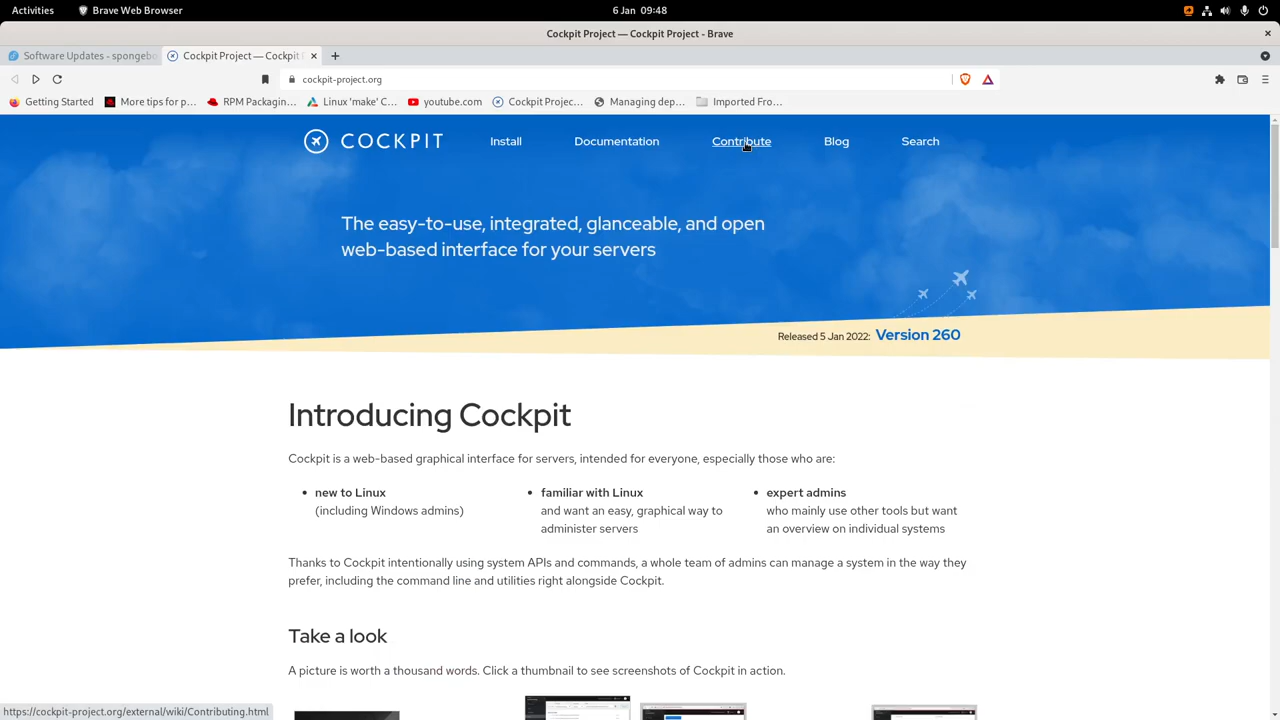 Activities Brave Web Browser 6 Jan 09:48
Cockpit Project — Cockpit Project - Brave
Software Updates - spongebo Cockpit Project — Cockpit P
cockpit-project.org
Getting Started More tips for p... RPM Packagin... Linux 'make' C... youtube.com Cockpit Projec... Managing dep... Imported Fro...
COCKPIT Install Documentation Contribute Blog Search
The easy-to-use, integrated, glanceable, and open
web-based interface for your servers
Released 5 Jan 2022: Version 260
Introducing Cockpit
Cockpit is a web-based graphical interface for servers, intended for everyone, especially those who are:
• new to Linux
(including Windows admins)
• familiar with Linux
and want an easy, graphical way to
administer servers
• expert admins
who mainly use other tools but want
an overview on individual systems
Thanks to Cockpit intentionally using system APIs and commands, a whole team of admins can manage a system in the way they
prefer, including the command line and utilities right alongside Cockpit.
Take a look
A picture is worth a thousand words. Click a thumbnail to see screenshots of Cockpit in action.
https://cockpit-project.org/external/wiki/Contributing.html